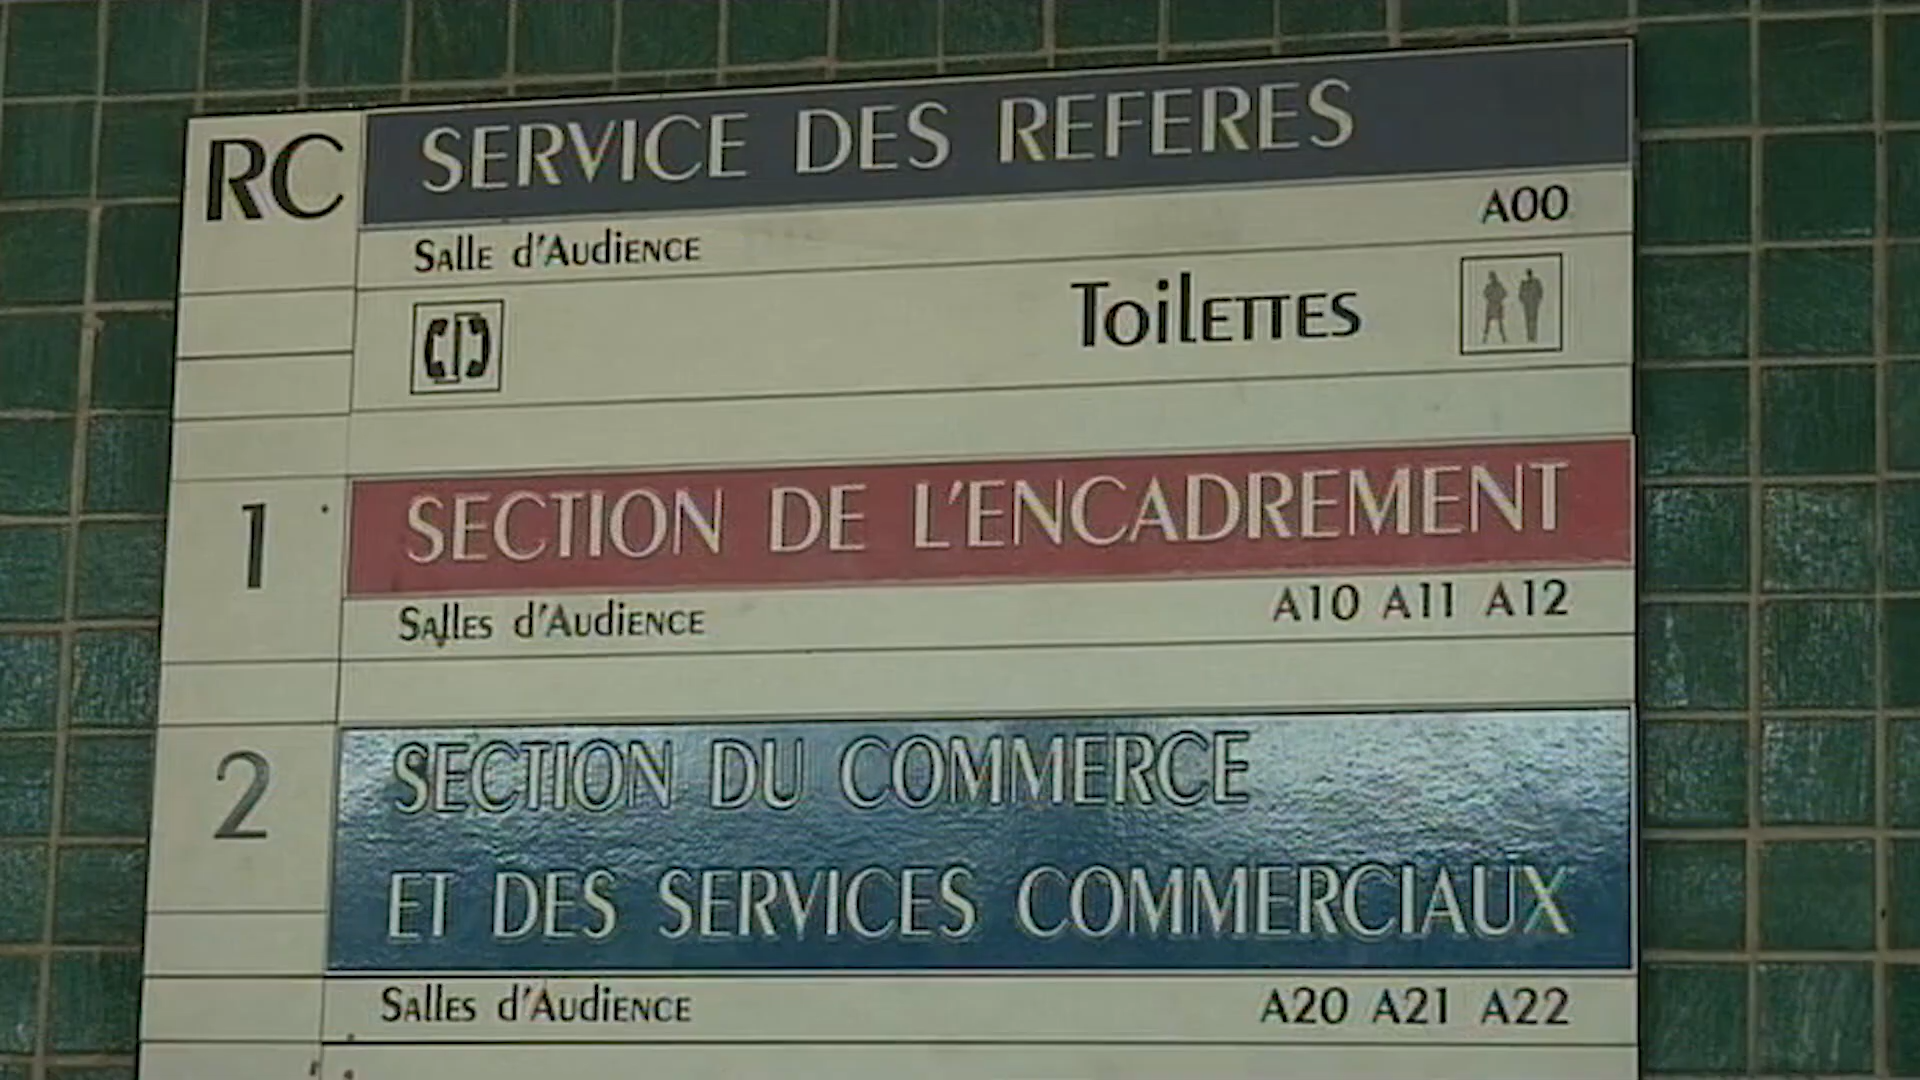 RC SERVICE DES REFERES
Salle d'Audience A00
Toilettes
1 SECTION DE L'ENCADREMENT
Salles d'Audience A10 A11 A12
2 SECTION DU COMMERCE
ET DES SERVICES COMMERCIAUX
Salles d'Audience A20 A21 A22